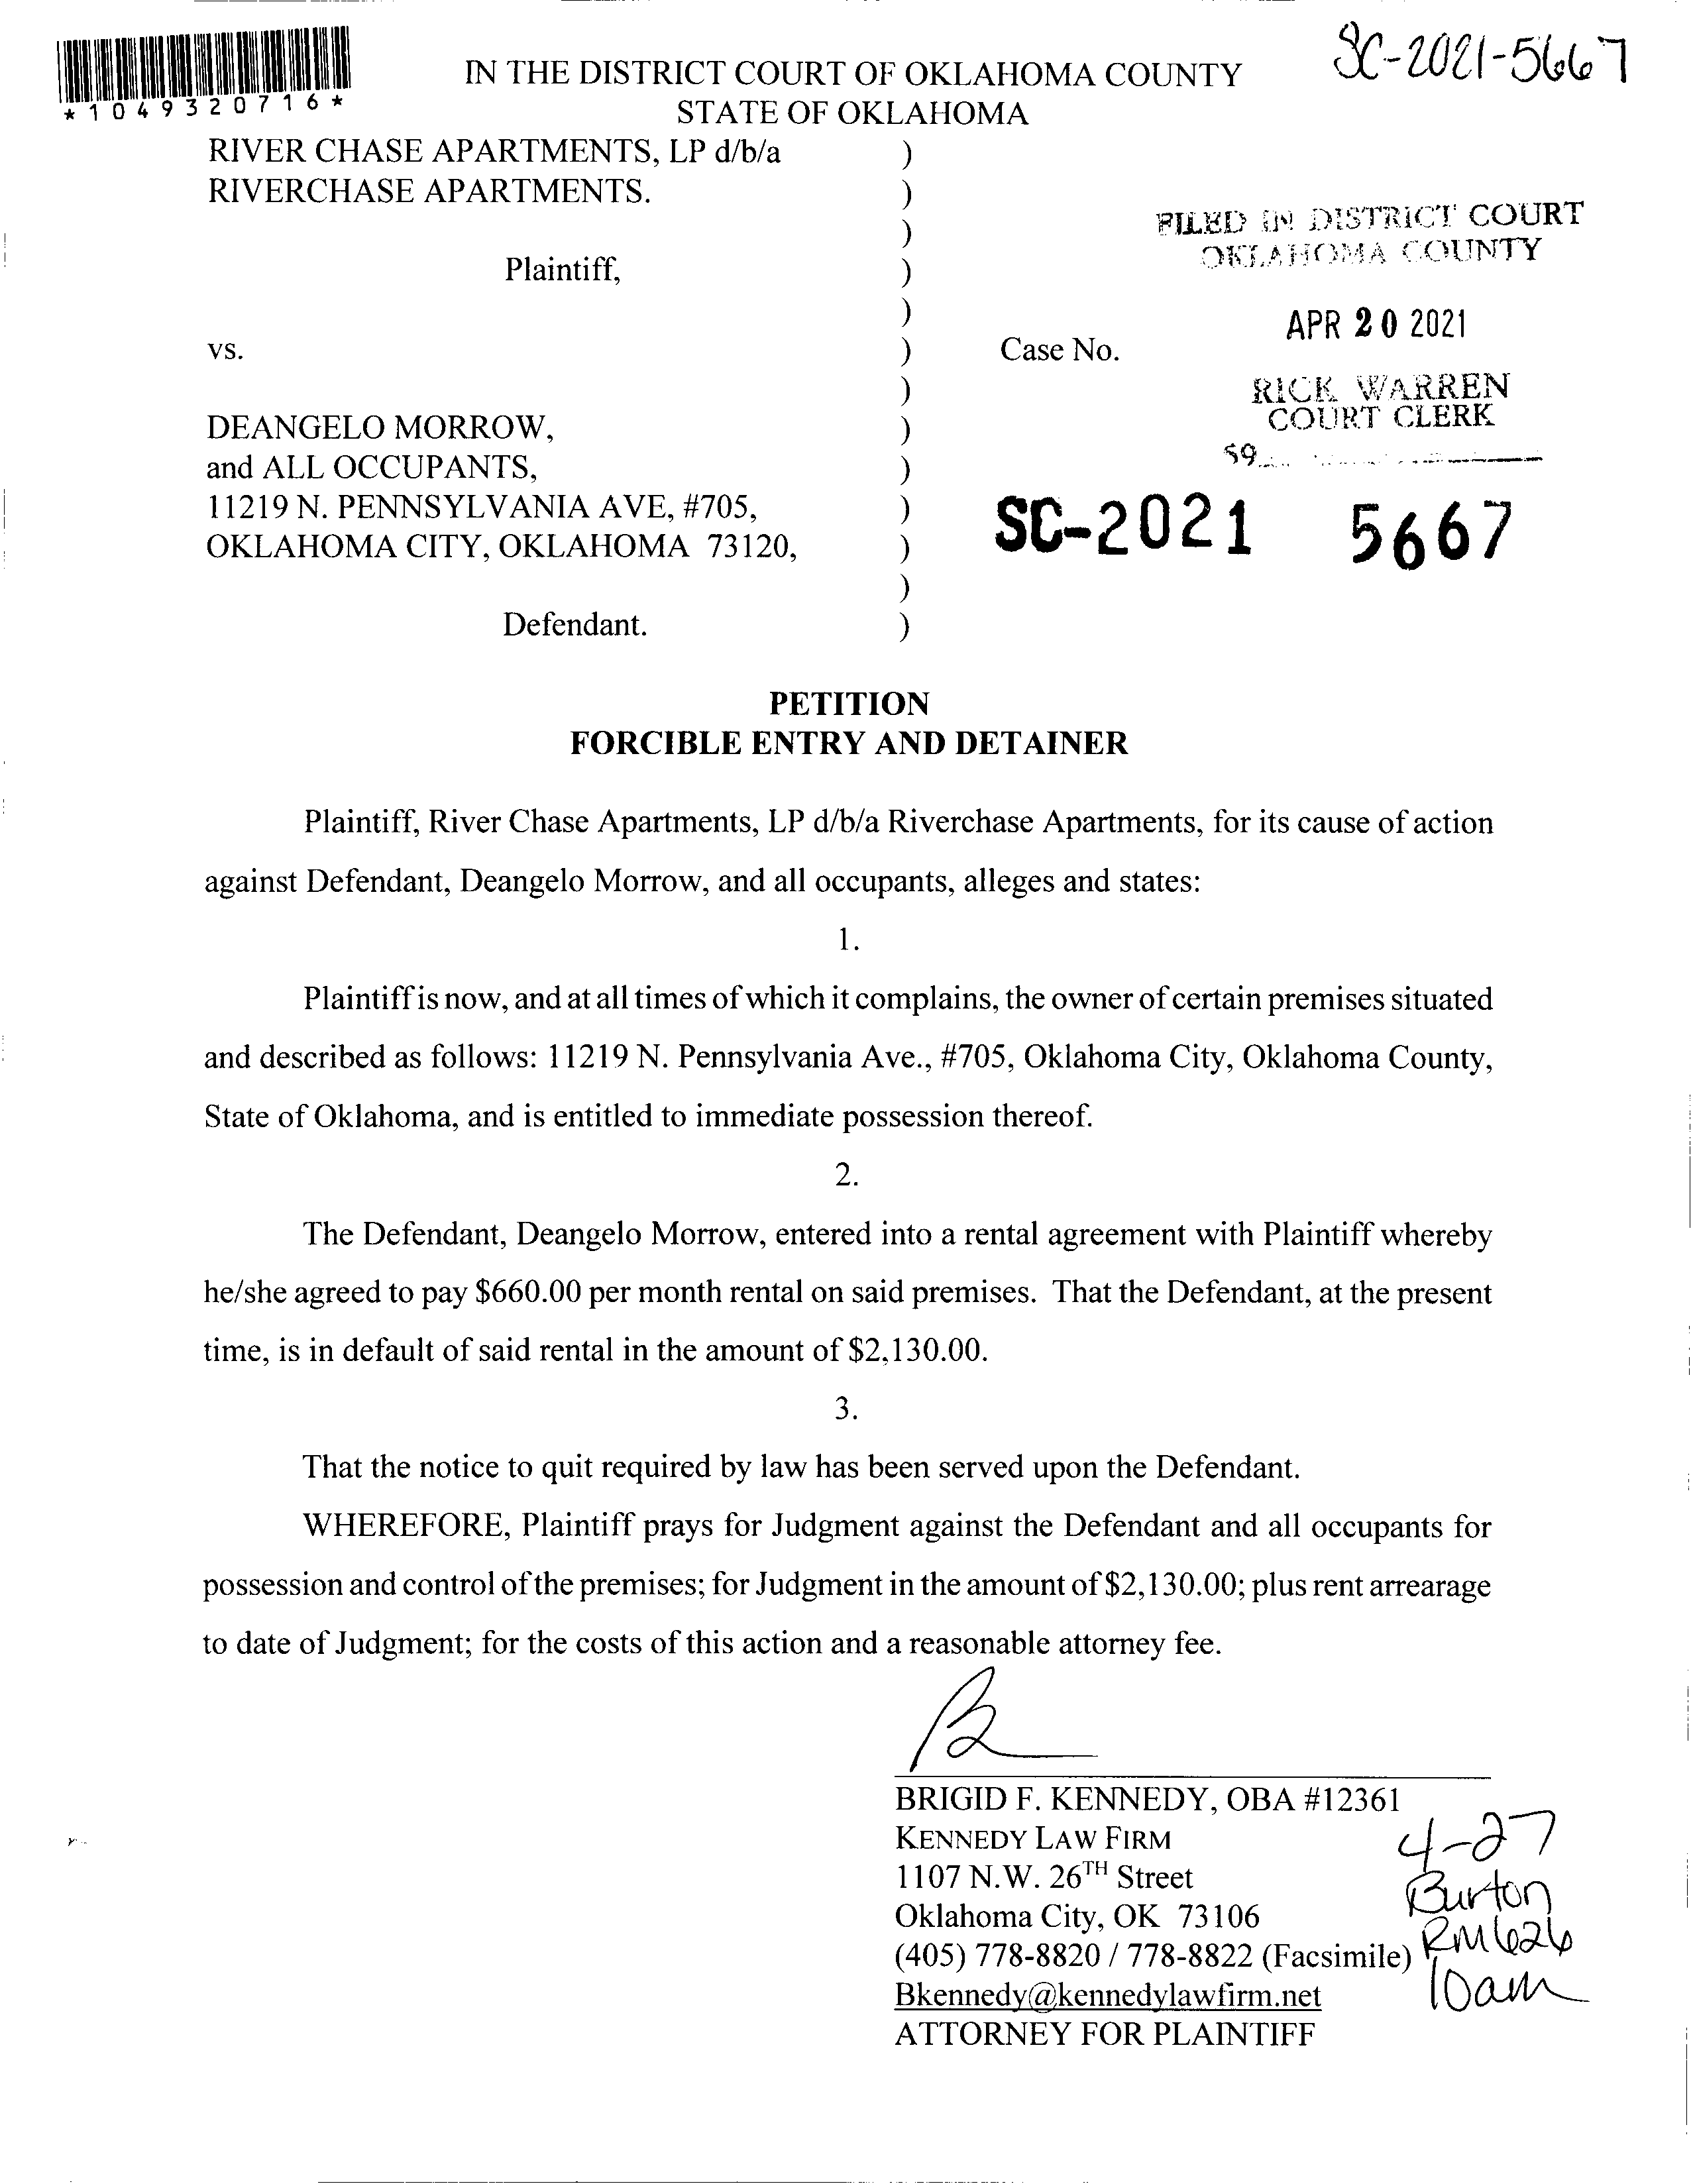 SC-2021-5667
*1049320716*
IN THE DISTRICT COURT OF OKLAHOMA COUNTY
STATE OF OKLAHOMA
RIVER CHASE APARTMENTS, LP d/b/a )
RIVERCHASE APARTMENTS. )
)
Plaintiff, )
)
vs. )
)
DEANGELO MORROW, )
and ALL OCCUPANTS, )
11219 N. PENNSYLVANIA AVE, #705, )
OKLAHOMA CITY, OKLAHOMA 73120, )
)
Defendant. )
FILED IN DISTRICT COURT
OKLAHOMA COUNTY
APR 20 2021
Case No.
RICK WARREN
COURT CLERK
59
SC-2021 5667
PETITION
FORCIBLE ENTRY AND DETAINER
Plaintiff, River Chase Apartments, LP d/b/a Riverchase Apartments, for its cause of action
against Defendant, Deangelo Morrow, and all occupants, alleges and states:
1.
Plaintiff is now, and at all times of which it complains, the owner of certain premises situated
and described as follows: 11219 N. Pennsylvania Ave., #705, Oklahoma City, Oklahoma County,
State of Oklahoma, and is entitled to immediate possession thereof.
2.
The Defendant, Deangelo Morrow, entered into a rental agreement with Plaintiff whereby
he/she agreed to pay $660.00 per month rental on said premises. That the Defendant, at the present
time, is in default of said rental in the amount of $2,130.00.
3.
That the notice to quit required by law has been served upon the Defendant.
WHEREFORE, Plaintiff prays for Judgment against the Defendant and all occupants for
possession and control of the premises; for Judgment in the amount of $2,130.00; plus rent arrearage
to date of Judgment; for the costs of this action and a reasonable attorney fee.
BRIGID F. KENNEDY, OBA #12361
KENNEDY LAW FIRM
1107 N.W. 26TH Street
Oklahoma City, OK 73106
(405) 778-8820 / 778-8822 (Facsimile)
Bkennedy@kennedylawfirm.net
ATTORNEY FOR PLAINTIFF
4-27
Burton
RM626
10am